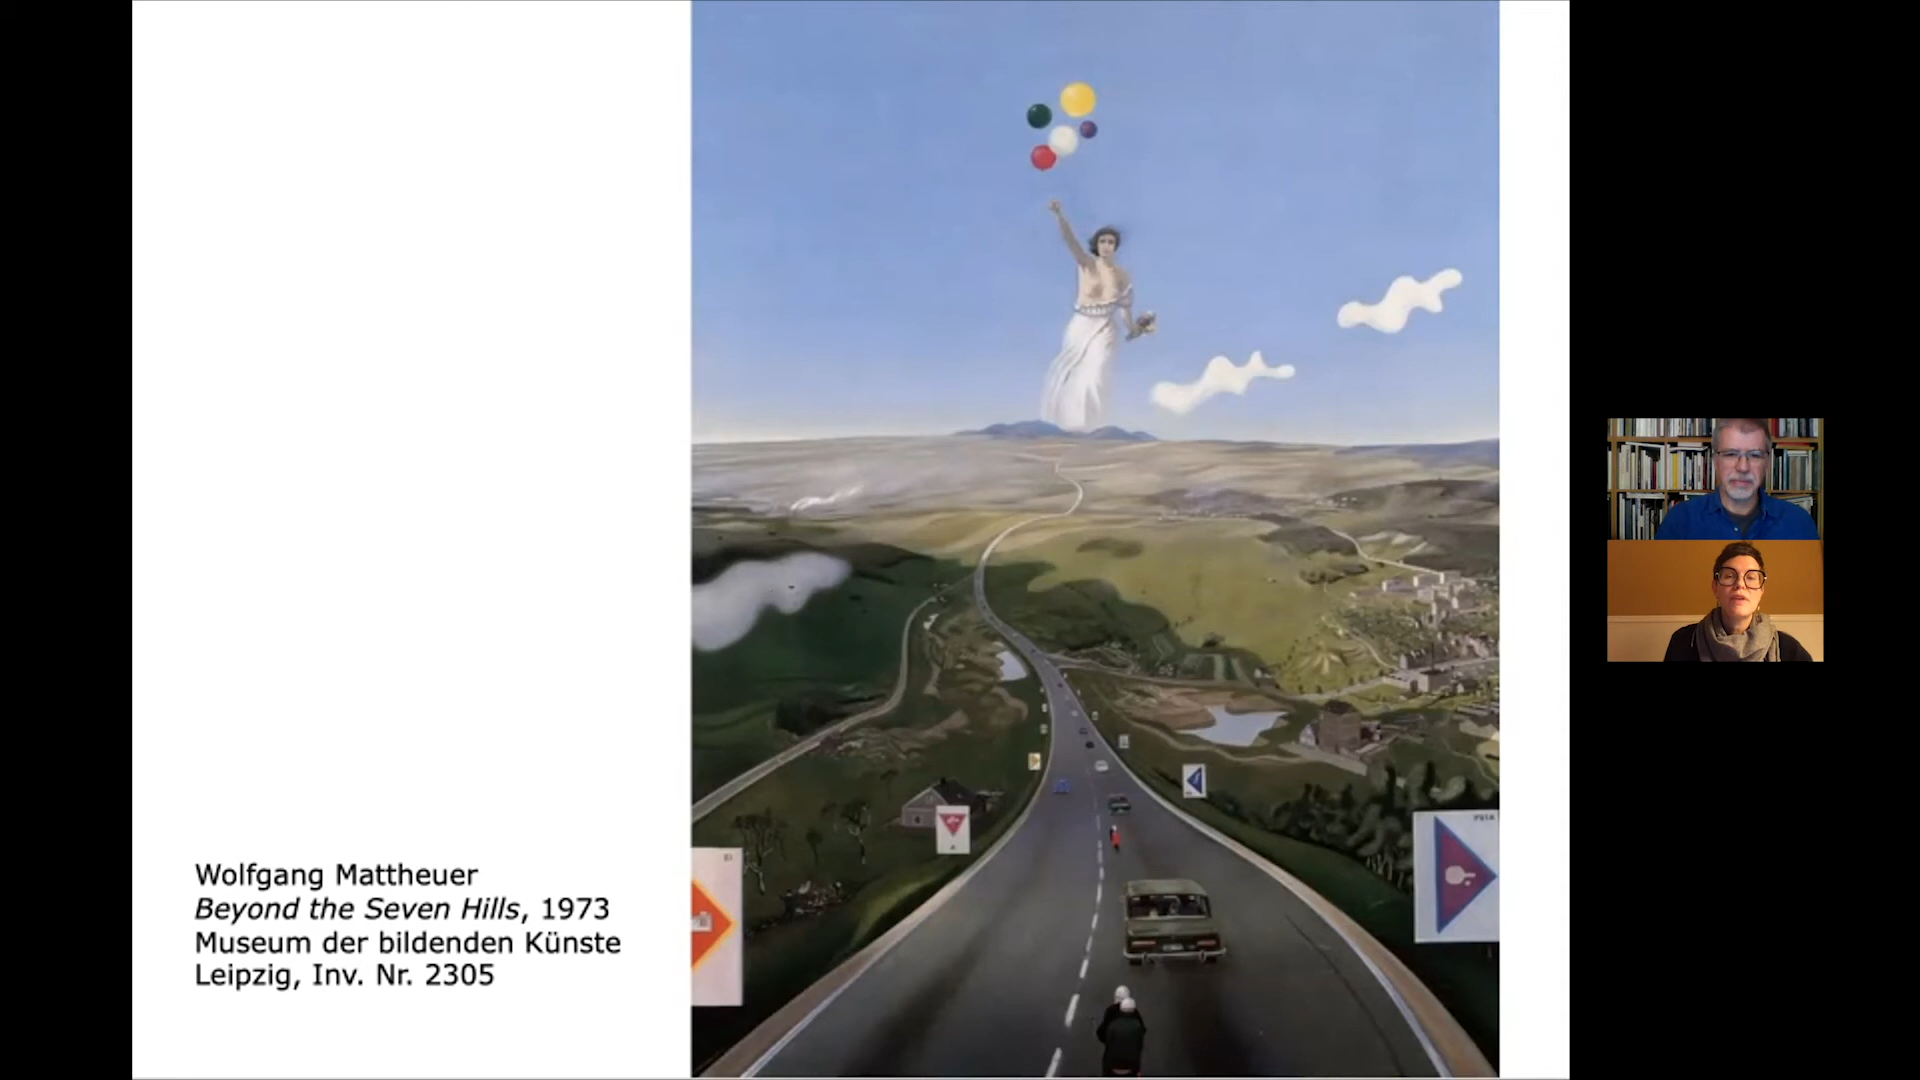 Wolfgang Mattheuer
Beyond the Seven Hills, 1973
Museum der bildenden Künste
Leipzig, Inv. Nr. 2305